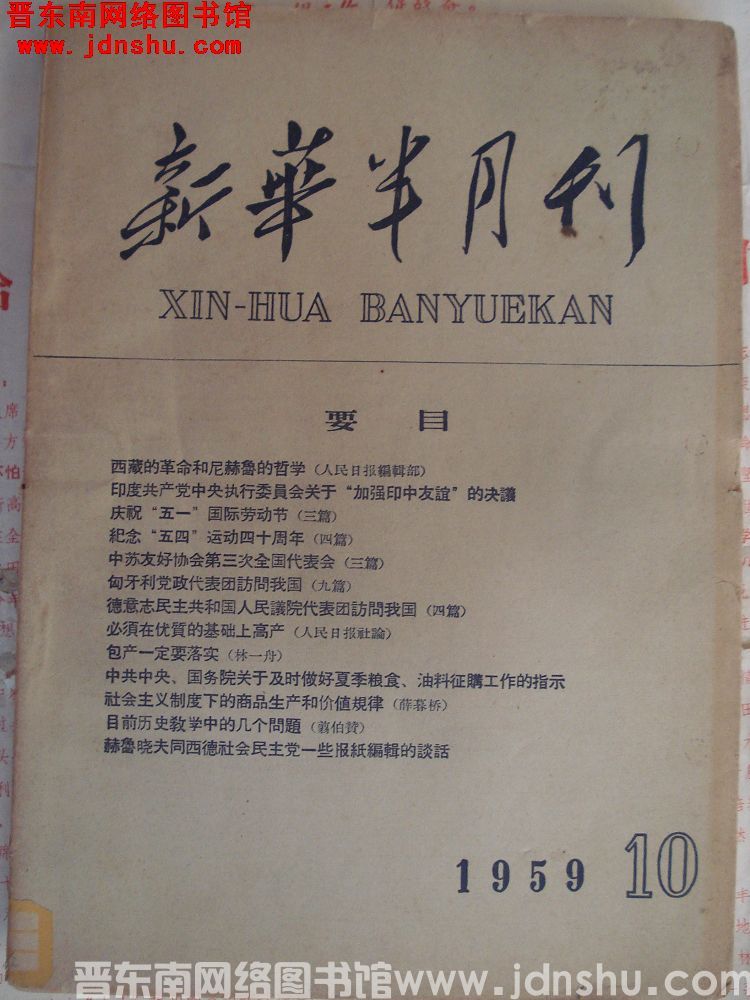 晋东南网络图书馆
www.jdnshu.com
新華半月刊
XIN-HUA BANYUEKAN
要目
西藏的革命和尼赫魯的哲学（人民日报編輯部）
印度共产党中央执行委員会关于“加强印中友誼”的决議
庆祝“五一”国际劳动节（三篇）
紀念“五四”运动四十周年（四篇）
中苏友好协会第三次全国代表会（三篇）
匈牙利党政代表团訪問我国（九篇）
德意志民主共和国人民議院代表团訪問我国（四篇）
必須在优質的基础上高产（人民日报社論）
包产一定要落实（林一舟）
中共中央、国务院关于及时做好夏季粮食、油料征購工作的指示
社会主义制度下的商品生产和价值規律（薛暮桥）
目前历史教学中的几个問題（翦伯贊）
赫魯晓夫同西德社会民主党一些报紙編輯的談話
1959 10
晋东南网络图书馆www.jdnshu.com